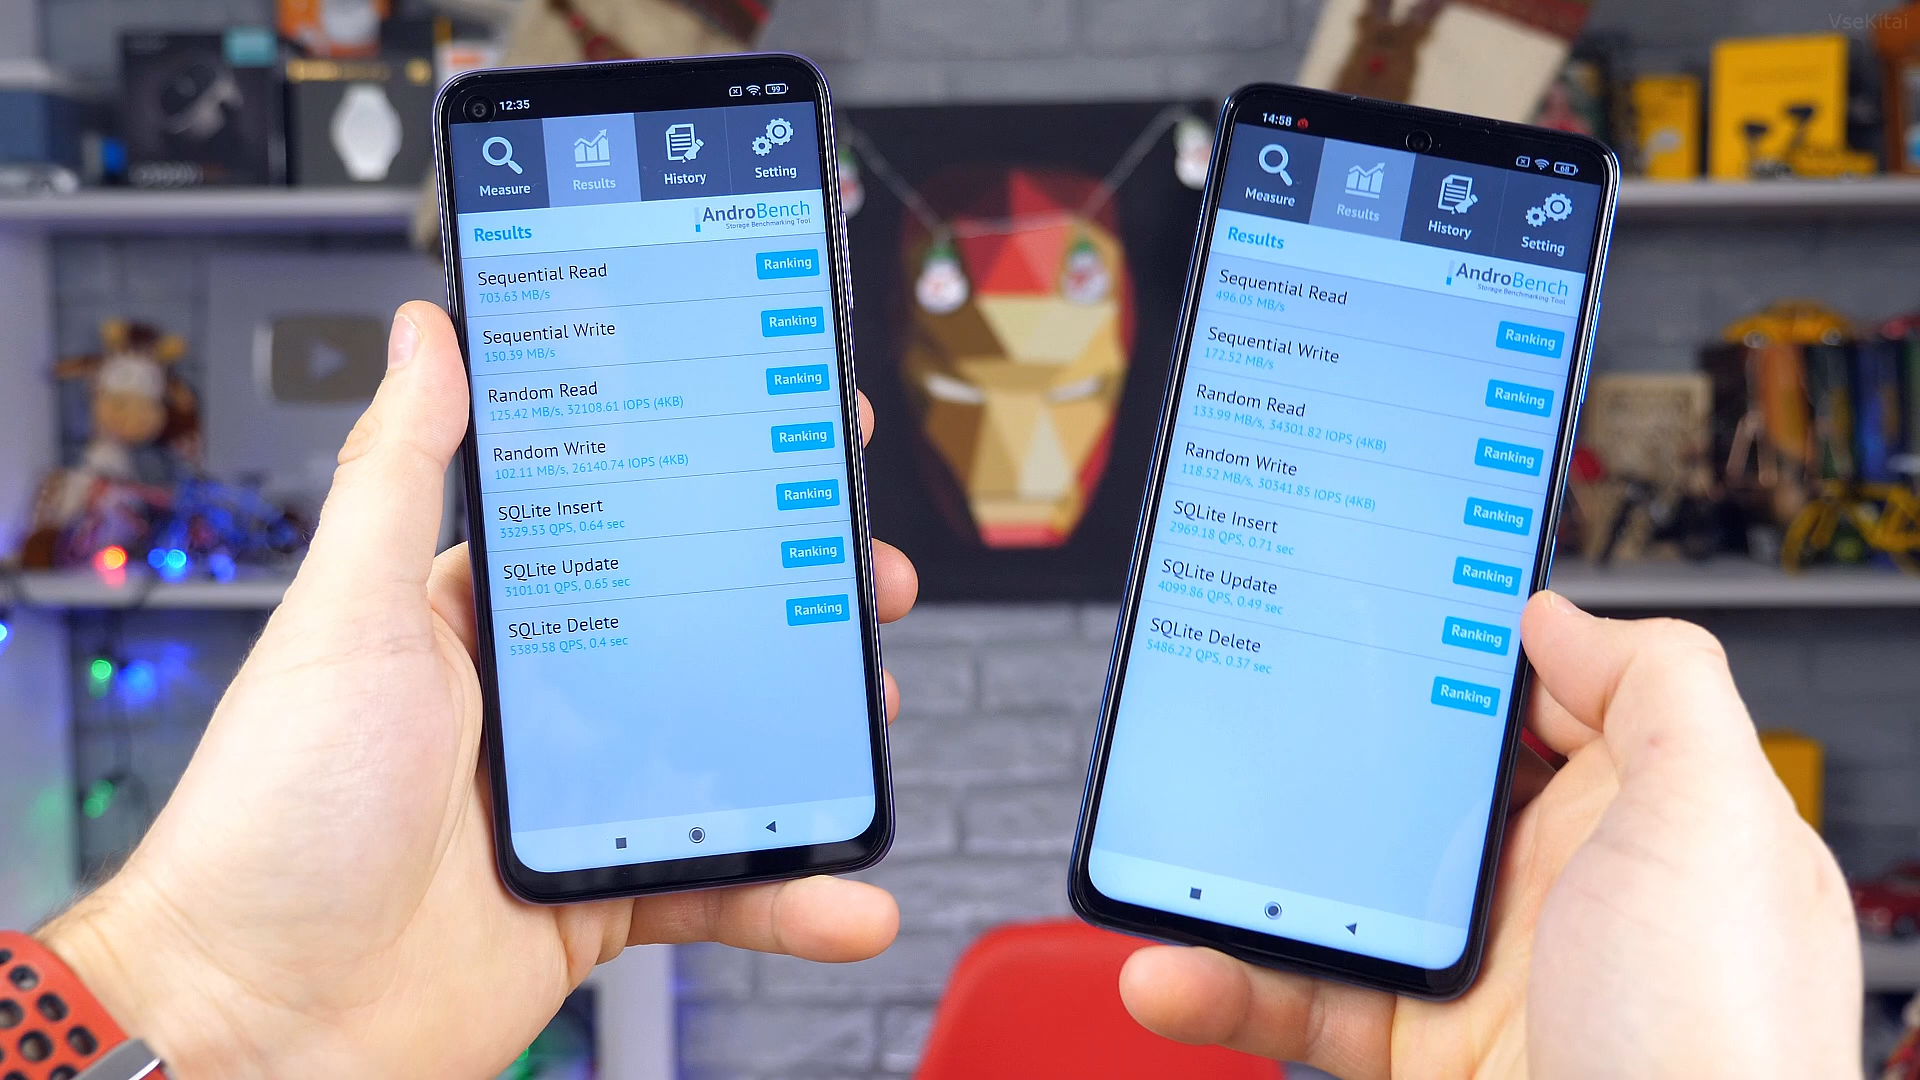 VseKitai
12:35
99
Measure
Results
History
Setting
Results
AndroBench
Storage Benchmarking Tool
Sequential Read
703.63 MB/s
Ranking
Sequential Write
150.39 MB/s
Ranking
Random Read
125.42 MB/s, 32108.61 IOPS (4KB)
Ranking
Random Write
102.11 MB/s, 26140.74 IOPS (4KB)
Ranking
SQLite Insert
3329.53 QPS, 0.64 sec
Ranking
SQLite Update
3101.01 QPS, 0.65 sec
Ranking
SQLite Delete
5389.58 QPS, 0.4 sec
Ranking
14:58
68
Measure
Results
History
Setting
Results
AndroBench
Storage Benchmarking Tool
Sequential Read
496.05 MB/s
Ranking
Sequential Write
172.52 MB/s
Ranking
Random Read
133.99 MB/s, 34301.82 IOPS (4KB)
Ranking
Random Write
118.52 MB/s, 30341.85 IOPS (4KB)
Ranking
SQLite Insert
2969.18 QPS, 0.71 sec
Ranking
SQLite Update
4099.86 QPS, 0.49 sec
Ranking
SQLite Delete
5486.22 QPS, 0.37 sec
Ranking